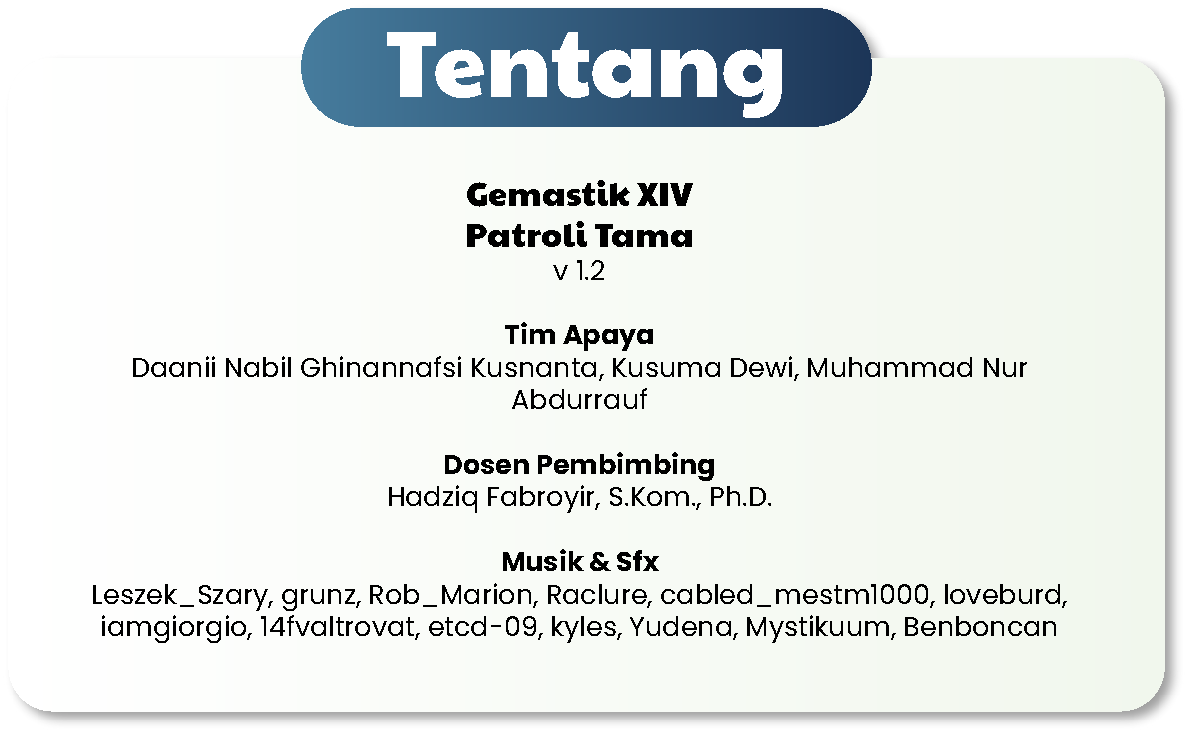 Tentang
Gemastik XIV
Patroli Tama
v 1.2
Tim Apaya
Daanii Nabil Ghinannafsi Kusnanta, Kusuma Dewi, Muhammad Nur
Abdurrauf
Dosen Pembimbing
Hadziq Fabroyir, S.Kom., Ph.D.
Musik & Sfx
Leszek_Szary, grunz, Rob_Marion, Raclure, cabled_mestm1000, loveburd,
iamgiorgio, 14fvaltrovat, etcd-09, kyles, Yudena, Mystikuum, Benboncan